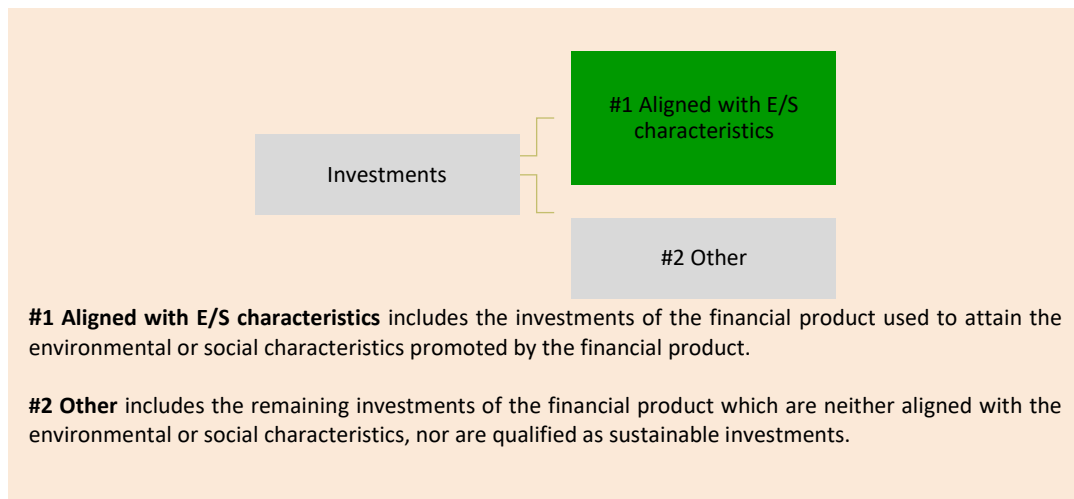 #1 Aligned with E/S
characteristics
Investments
#2 Other
#1 Aligned with E/S characteristics includes the investments of the financial product used to attain the
environmental or social characteristics promoted by the financial product.
#2 Other includes the remaining investments of the financial product which are neither aligned with the
environmental or social characteristics, nor are qualified as sustainable investments.